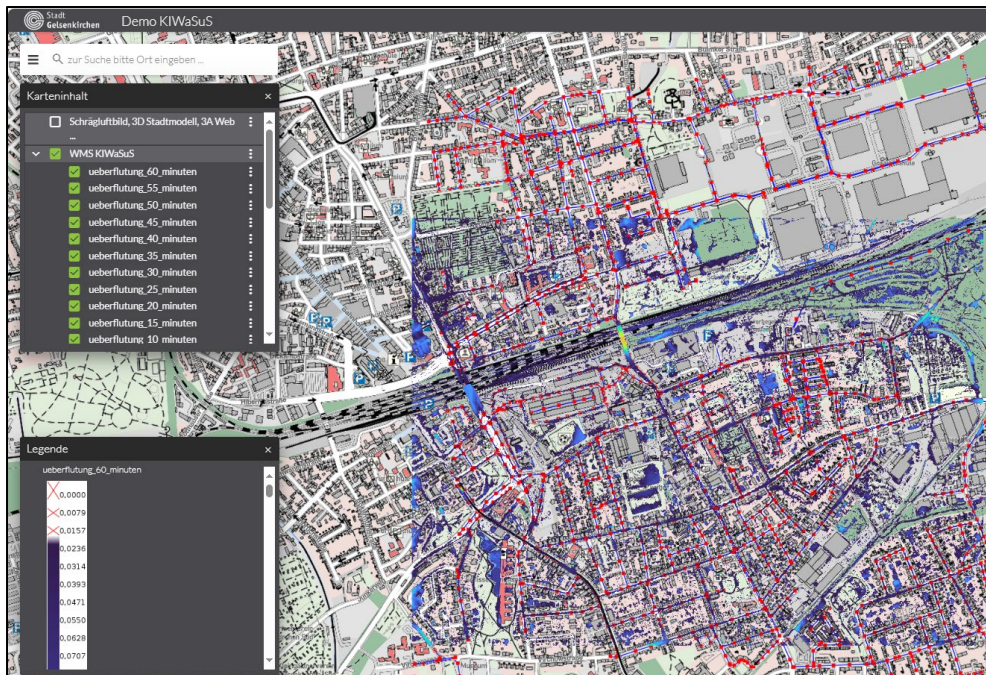 Stadt
Gelsenkirchen
Demo KIWaSuS
zur Suche bitte Ort eingeben ...
Karteninhalt
Schrägluftbild, 3D Stadtmodell, 3A Web
...
WMS KIWaSuS
ueberflutung_60_minuten
ueberflutung_55_minuten
ueberflutung_50_minuten
ueberflutung_45_minuten
ueberflutung_40_minuten
ueberflutung_35_minuten
ueberflutung_30_minuten
ueberflutung_25_minuten
ueberflutung_20_minuten
ueberflutung_15_minuten
ueberflutung_10_minuten
Legende
ueberflutung_60_minuten
0,0000
0,0079
0,0157
0,0236
0,0314
0,0393
0,0471
0,0550
0,0628
0,0707
Museum